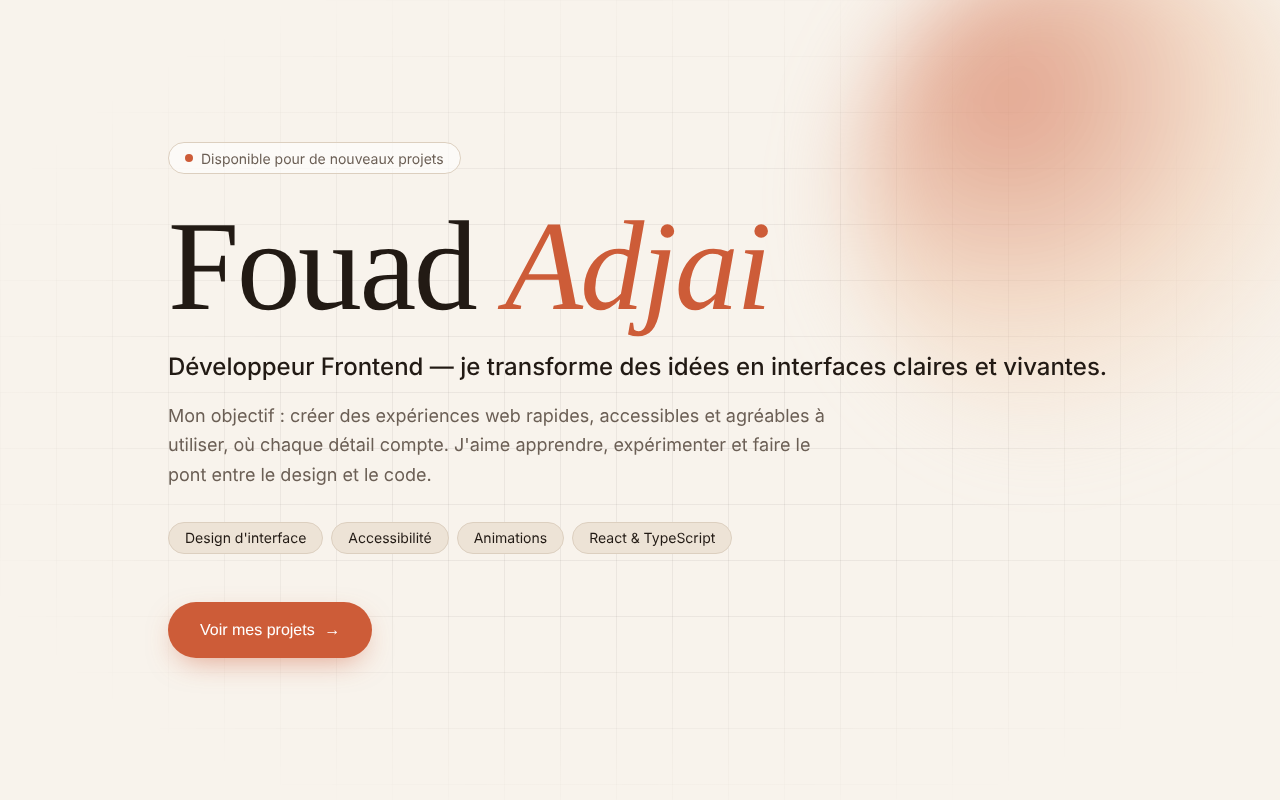 Disponible pour de nouveaux projets
Fouad Adjai
Développeur Frontend — je transforme des idées en interfaces claires et vivantes.
Mon objectif : créer des expériences web rapides, accessibles et agréables à
utiliser, où chaque détail compte. J'aime apprendre, expérimenter et faire le
pont entre le design et le code.
Design d'interface Accessibilité Animations React & TypeScript
Voir mes projets →